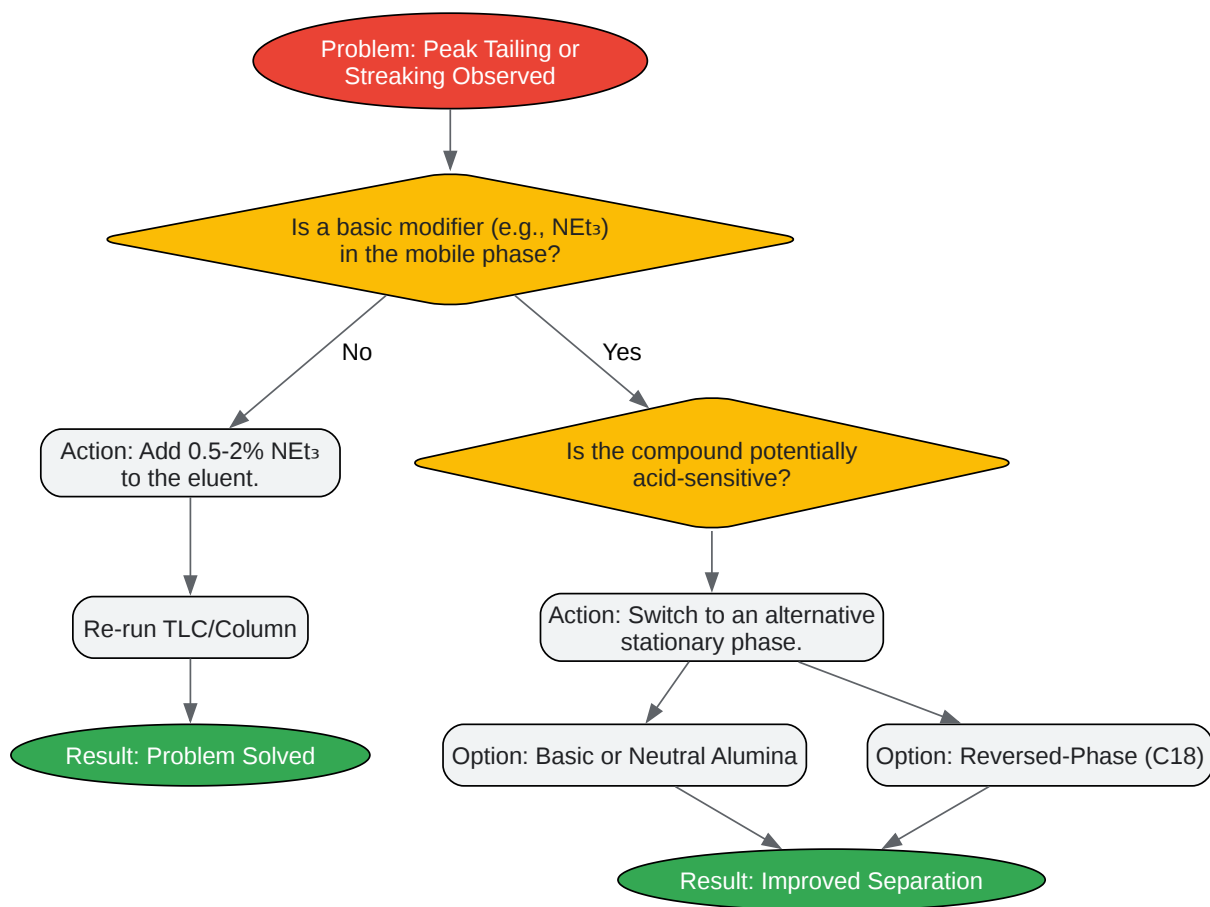 Problem: Peak Tailing or
Streaking Observed
Is a basic modifier (e.g., NEt₃)
in the mobile phase?
No
Yes
Action: Add 0.5-2% NEt₃
to the eluent.
Is the compound potentially
acid-sensitive?
Re-run TLC/Column
Action: Switch to an alternative
stationary phase.
Result: Problem Solved
Option: Basic or Neutral Alumina
Option: Reversed-Phase (C18)
Result: Improved Separation